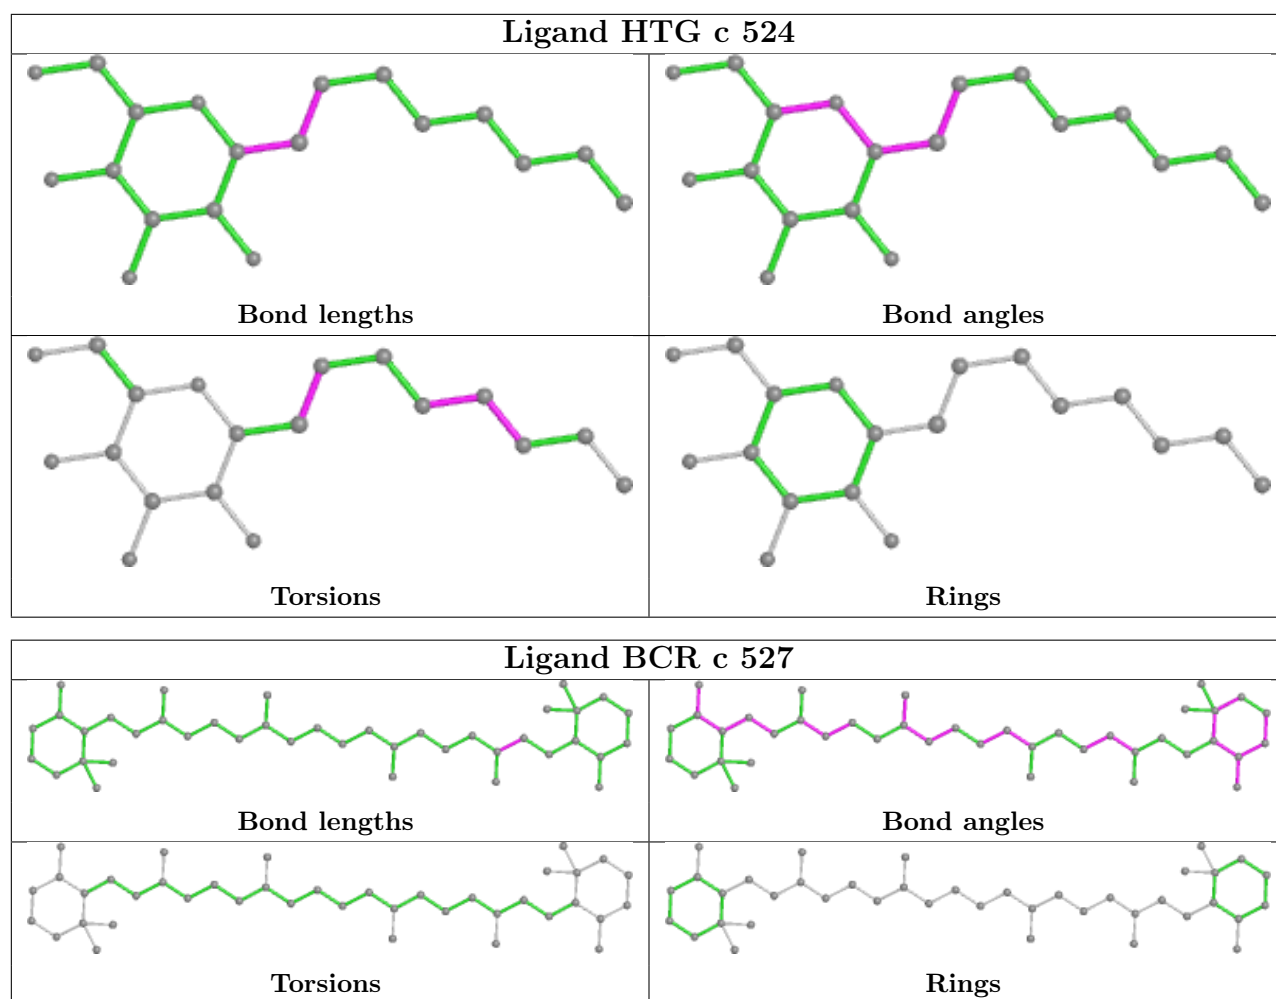 Ligand HTG c 524
Bond lengths
Bond angles
Torsions
Rings
Ligand BCR c 527
Bond lengths
Bond angles
Torsions
Rings